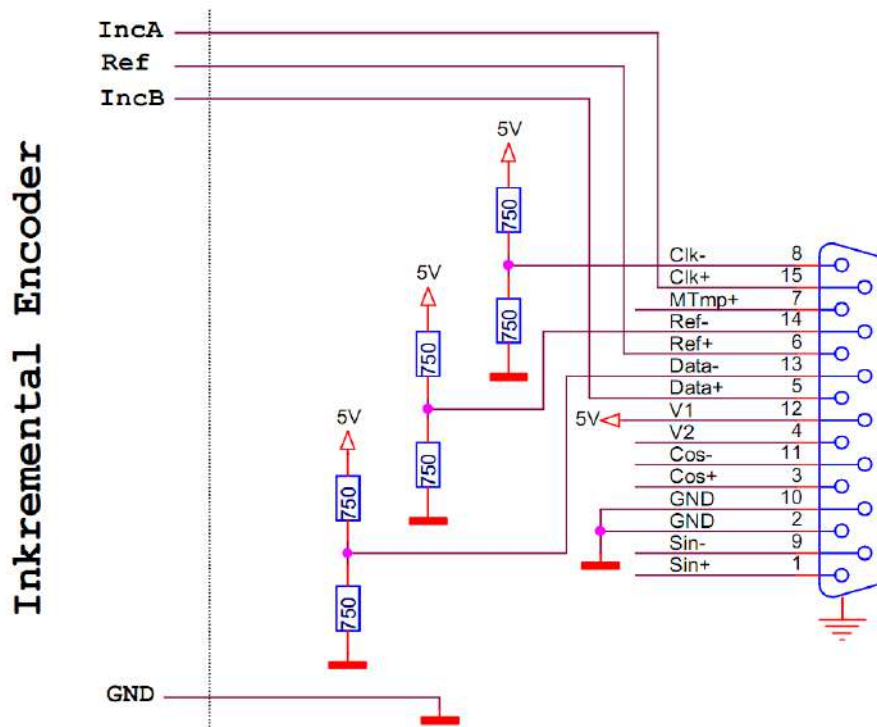 IncA
Ref
IncB
Inkremental Encoder
5V
750
750
5V
750
750
5V
750
750
Clk- 8
Clk+ 15
MTmp+ 7
Ref- 14
Ref+ 6
Data- 13
Data+ 5
5V V1 12
V2 4
Cos- 11
Cos+ 3
GND 10
GND 2
Sin- 9
Sin+ 1
GND